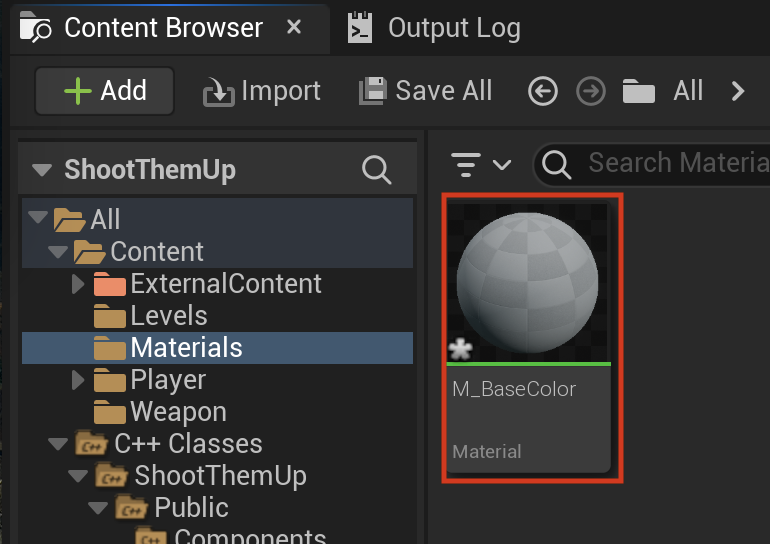 Content Browser
Output Log
Add
Import
Save All
All
ShootThemUp
Search Materia
All
Content
ExternalContent
Levels
Materials
Player
Weapon
C++ Classes
ShootThemUp
Public
Components
M_BaseColor
Material